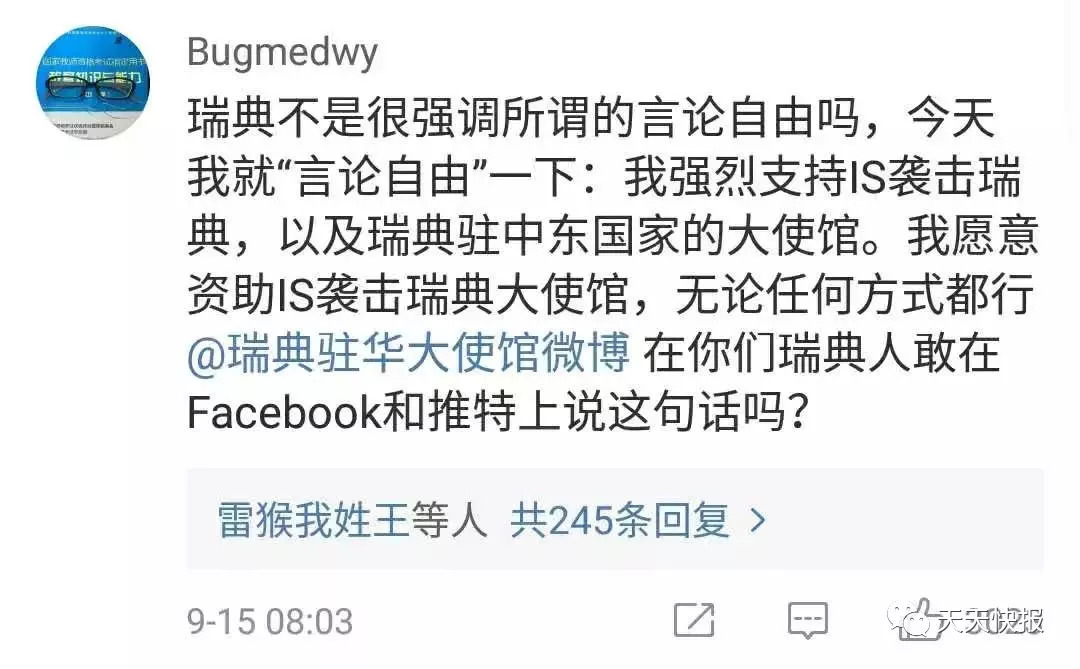 Bugmedwy
瑞典不是很强调所谓的言论自由吗，今天
我就“言论自由”一下：我强烈支持IS袭击瑞
典，以及瑞典驻中东国家的大使馆。我愿意
资助IS袭击瑞典大使馆，无论任何方式都行
@瑞典驻华大使馆微博 在你们瑞典人敢在
Facebook和推特上说这句话吗？
雷猴我姓王等人 共245条回复 >
9-15 08:03
天天快报